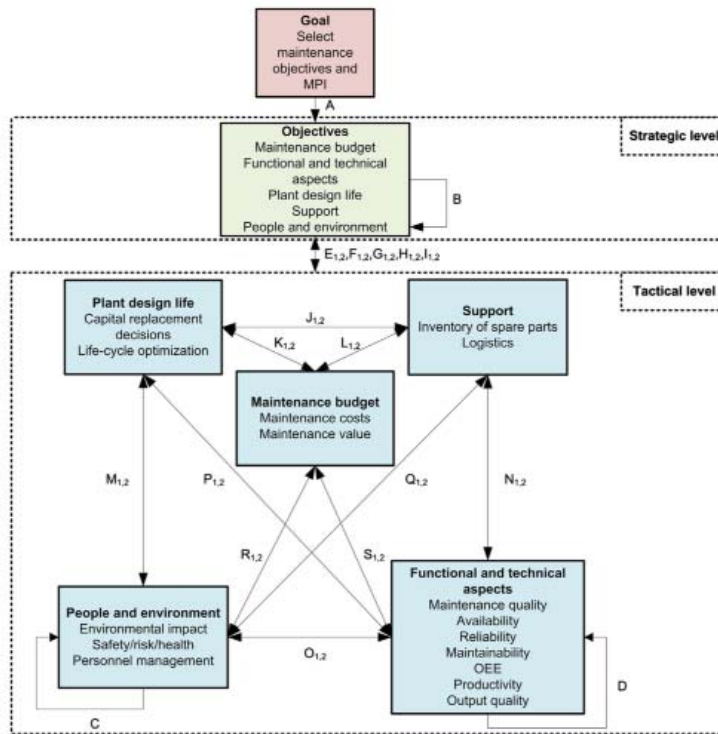 Goal
Select
maintenance
objectives and
MPI
A
Strategic level
Objectives
Maintenance budget
Functional and technical
aspects
Plant design life
Support
People and environment
B
E1,2,F1,2,G1,2,H1,2,I1,2
Tactical level
Plant design life
Capital replacement
decisions
Life-cycle optimization
J1,2
Support
Inventory of spare parts
Logistics
K1,2
L1,2
Maintenance budget
Maintenance costs
Maintenance value
M1,2
P1,2
Q1,2
N1,2
R1,2
S1,2
People and environment
Environmental impact
Safety/risk/health
Personnel management
O1,2
Functional and technical
aspects
Maintenance quality
Availability
Reliability
Maintainability
OEE
Productivity
Output quality
C
D